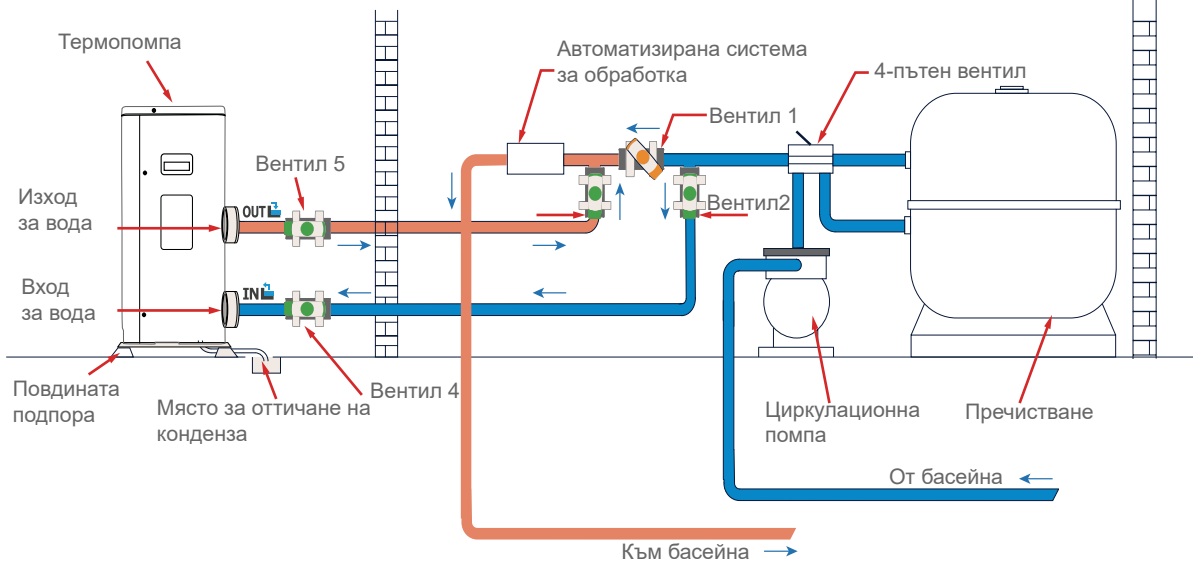 Термопомпа
Автоматизирана система
за обработка
4-пътен вентил
Вентил 1
Вентил 5
Изход
за вода
OUT
Вентил2
Вход
за вода
IN
Повдината
подпора
Място за оттичане на
конденза
Вентил 4
Циркулационна
помпа
Пречистване
От басейна
Към басейна